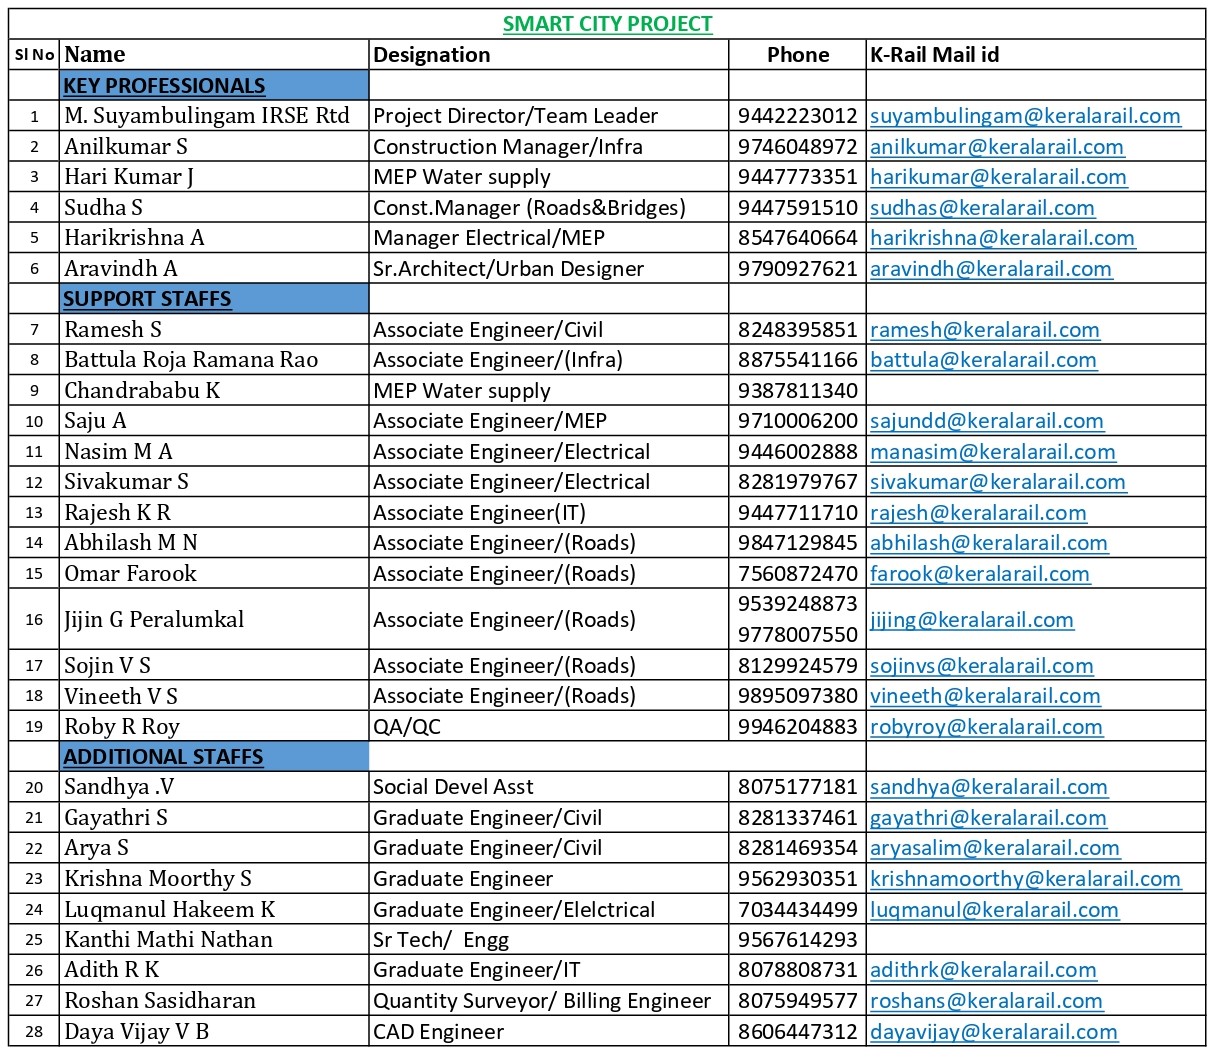 SMART CITY PROJECT
Sl No Name Designation Phone K-Rail Mail id
KEY PROFESSIONALS
1 M. Suyambulingam IRSE Rtd Project Director/Team Leader 9442223012 suyambulingam@keralarail.com
2 Anilkumar S Construction Manager/Infra 9746048972 anilkumar@keralarail.com
3 Hari Kumar J MEP Water supply 9447773351 harikumar@keralarail.com
4 Sudha S Const.Manager (Roads&Bridges) 9447591510 sudhas@keralarail.com
5 Harikrishna A Manager Electrical/MEP 8547640664 harikrishna@keralarail.com
6 Aravindh A Sr.Architect/Urban Designer 9790927621 aravindh@keralarail.com
SUPPORT STAFFS
7 Ramesh S Associate Engineer/Civil 8248395851 ramesh@keralarail.com
8 Battula Roja Ramana Rao Associate Engineer/(Infra) 8875541166 battula@keralarail.com
9 Chandrababu K MEP Water supply 9387811340
10 Saju A Associate Engineer/MEP 9710006200 sajundd@keralarail.com
11 Nasim M A Associate Engineer/Electrical 9446002888 manasim@keralarail.com
12 Sivakumar S Associate Engineer/Electrical 8281979767 sivakumar@keralarail.com
13 Rajesh K R Associate Engineer(IT) 9447711710 rajesh@keralarail.com
14 Abhilash M N Associate Engineer/(Roads) 9847129845 abhilash@keralarail.com
15 Omar Farook Associate Engineer/(Roads) 7560872470 farook@keralarail.com
16 Jijin G Peralumkal Associate Engineer/(Roads) 9539248873 jijing@keralarail.com
9778007550
17 Sojin V S Associate Engineer/(Roads) 8129924579 sojinvs@keralarail.com
18 Vineeth V S Associate Engineer/(Roads) 9895097380 vineeth@keralarail.com
19 Roby R Roy QA/QC 9946204883 robyroy@keralarail.com
ADDITIONAL STAFFS
20 Sandhya .V Social Devel Asst 8075177181 sandhya@keralarail.com
21 Gayathri S Graduate Engineer/Civil 8281337461 gayathri@keralarail.com
22 Arya S Graduate Engineer/Civil 8281469354 aryasalim@keralarail.com
23 Krishna Moorthy S Graduate Engineer 9562930351 krishnamoorthy@keralarail.com
24 Luqmanul Hakeem K Graduate Engineer/Elelctrical 7034434499 luqmanul@keralarail.com
25 Kanthi Mathi Nathan Sr Tech/ Engg 9567614293
26 Adith R K Graduate Engineer/IT 8078808731 adithrk@keralarail.com
27 Roshan Sasidharan Quantity Surveyor/ Billing Engineer 8075949577 roshans@keralarail.com
28 Daya Vijay V B CAD Engineer 8606447312 dayavijay@keralarail.com